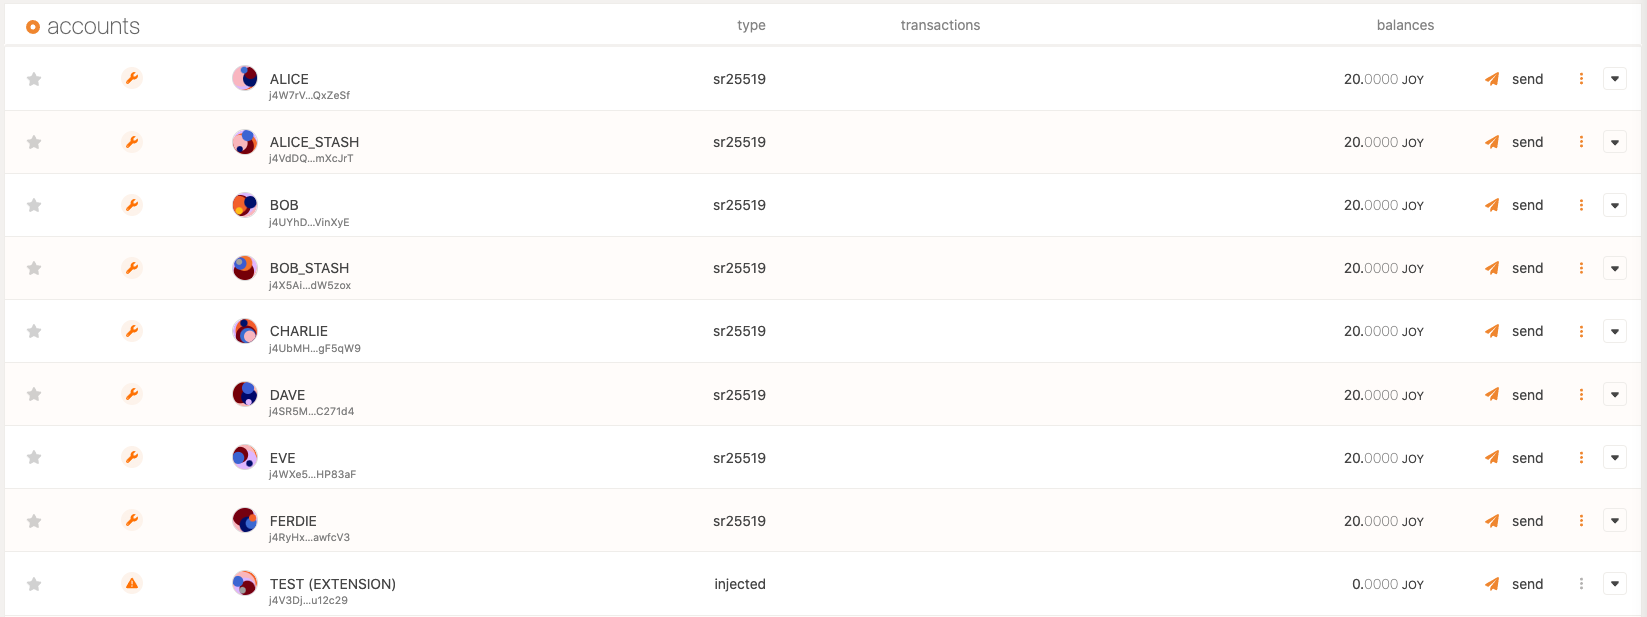 accounts type transactions balances
ALICE sr25519 20.0000 JOY send
j4W7rV...QxZeSf
ALICE_STASH sr25519 20.0000 JOY send
j4VdDQ...mXcJrT
BOB sr25519 20.0000 JOY send
j4UYhD...VinXyE
BOB_STASH sr25519 20.0000 JOY send
j4X5Ai...dW5zox
CHARLIE sr25519 20.0000 JOY send
j4UbMH...gF5qW9
DAVE sr25519 20.0000 JOY send
j4SR5M...C271d4
EVE sr25519 20.0000 JOY send
j4WXe5...HP83aF
FERDIE sr25519 20.0000 JOY send
j4RyHx...awfcV3
TEST (EXTENSION) injected 0.0000 JOY send
j4V3Dj...u12c29